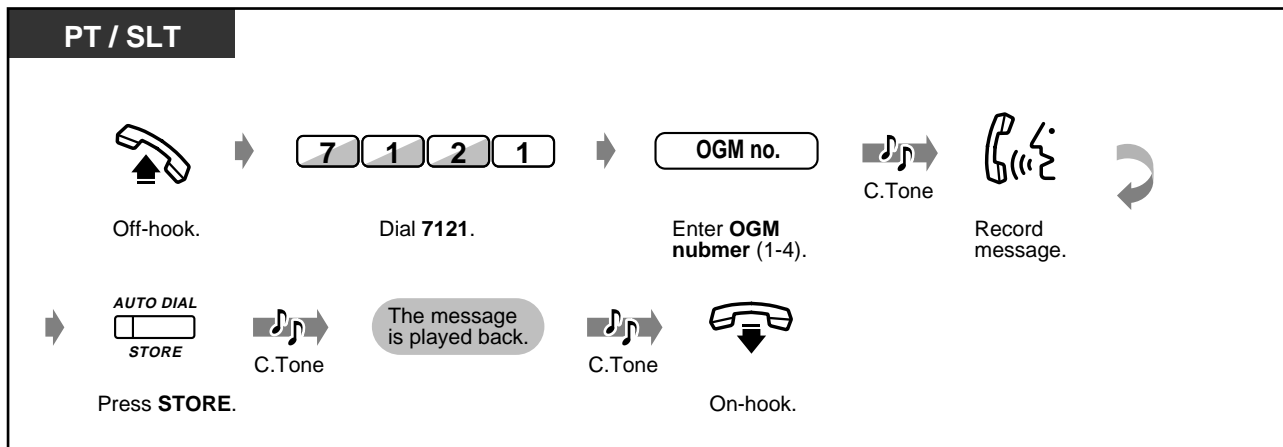 PT / SLT
7 1 2 1
OGM no.
C.Tone
Off-hook.
Dial 7121.
Enter OGM
nubmer (1-4).
Record
message.
AUTO DIAL
STORE
C.Tone
The message
is played back.
C.Tone
Press STORE.
On-hook.